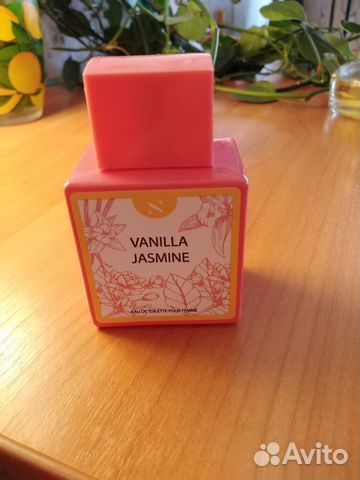 S
VANILLA
JASMINE
EAU DE TOILETTE POUR FEMME
Avito